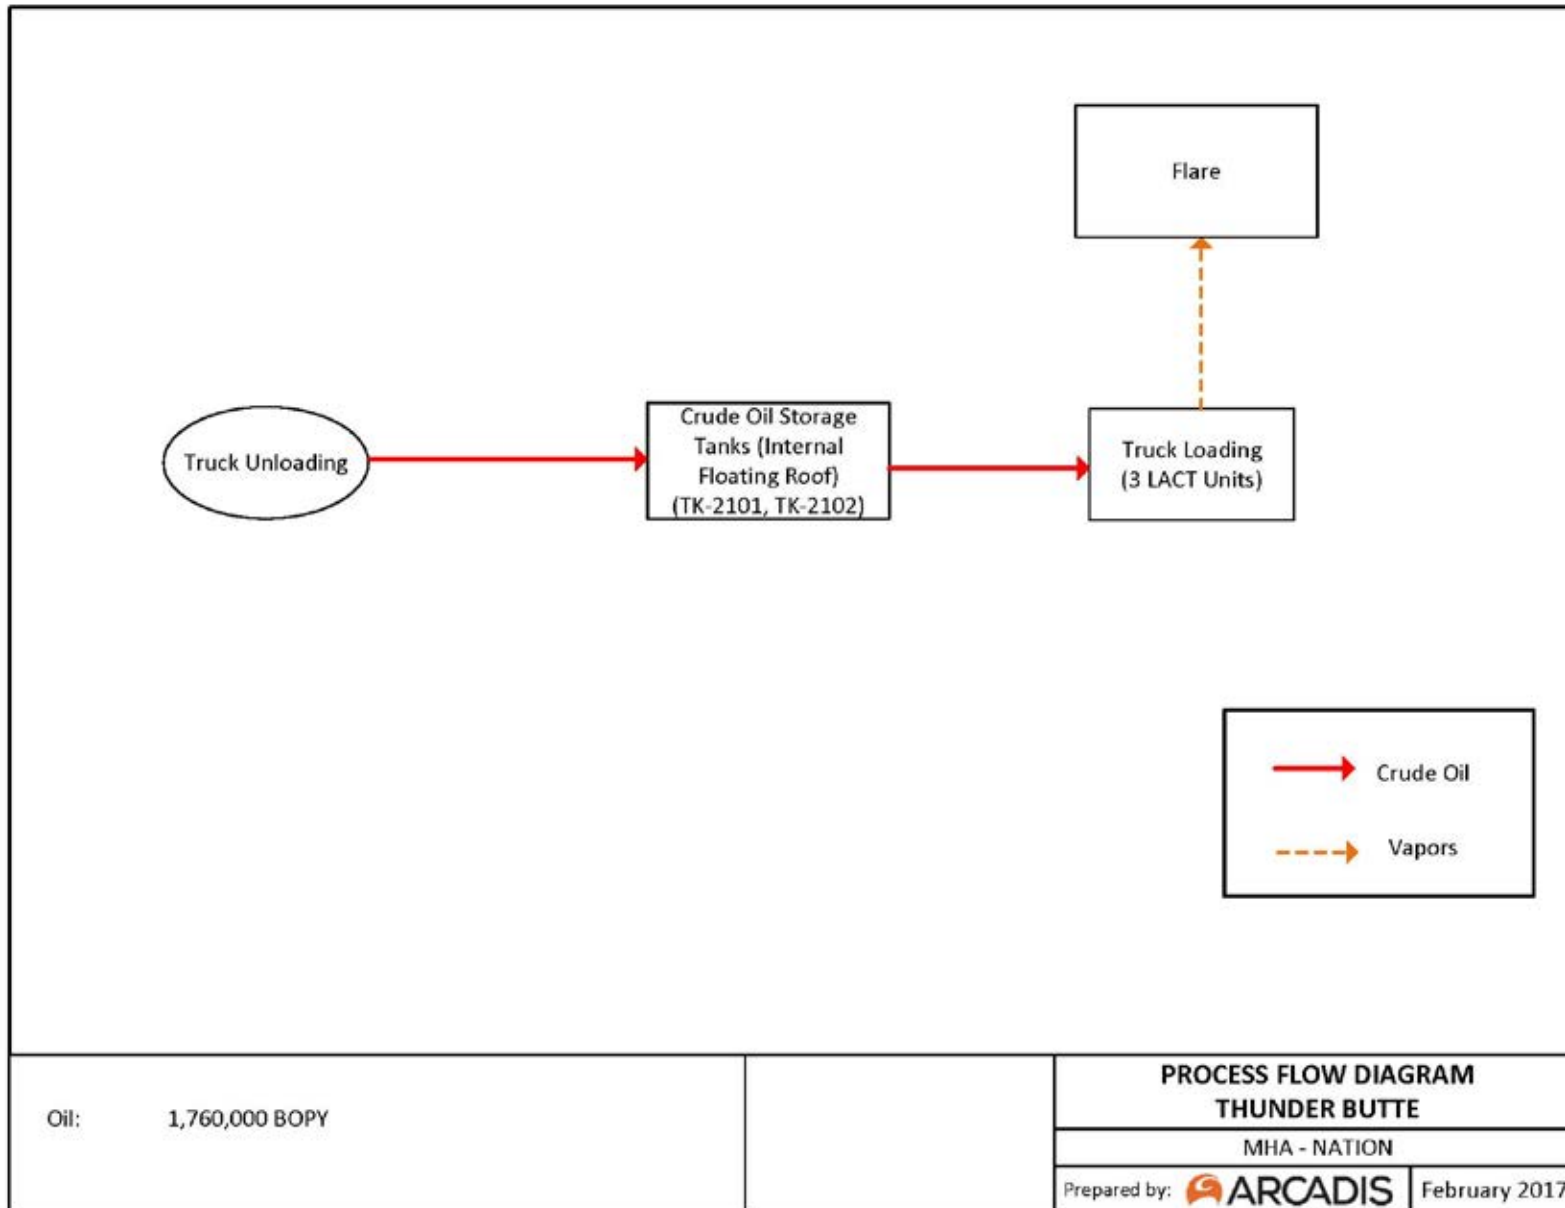 Flare
Truck Unloading
Crude Oil Storage
Tanks (Internal
Floating Roof)
(TK-2101, TK-2102)
Truck Loading
(3 LACT Units)
Crude Oil
Vapors
Oil: 1,760,000 BOPY
PROCESS FLOW DIAGRAM
THUNDER BUTTE
MHA - NATION
Prepared by: ARCADIS
February 2017